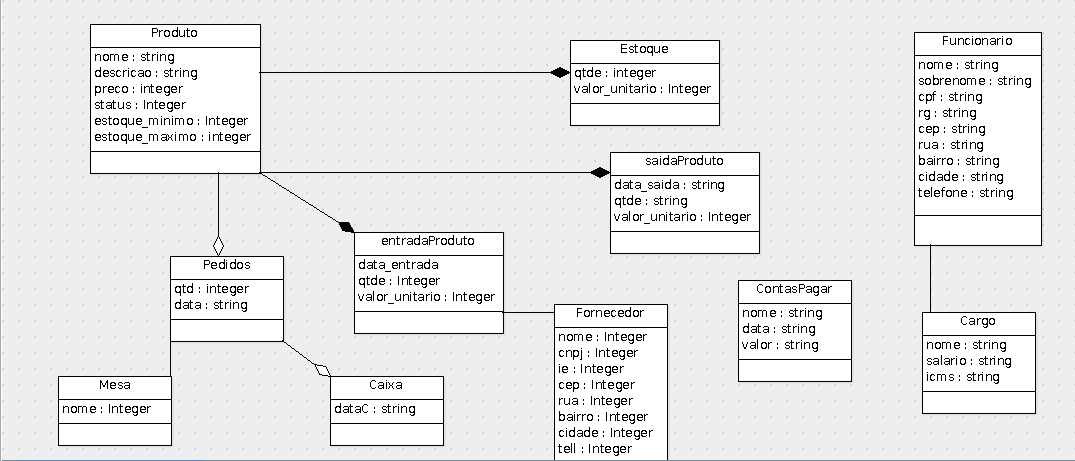 Produto
nome : string
descricao : string
preco : integer
status : Integer
estoque_minimo : Integer
estoque_maximo : integer
Estoque
qtde : integer
valor_unitario : Integer
Funcionario
nome : string
sobrenome : string
cpf : string
rg : string
cep : string
rua : string
bairro : string
cidade : string
telefone : string
saidaProduto
data_saida : string
qtde : string
valor_unitario : Integer
entradaProduto
data_entrada
qtde : Integer
valor_unitario : Integer
Pedidos
qtd : integer
data : string
Fornecedor
nome : Integer
cnpj : Integer
ie : Integer
cep : Integer
rua : Integer
bairro : Integer
cidade : Integer
tell : Integer
ContasPagar
nome : string
data : string
valor : string
Cargo
nome : string
salario : string
icms : string
Mesa
nome : Integer
Caixa
dataC : string